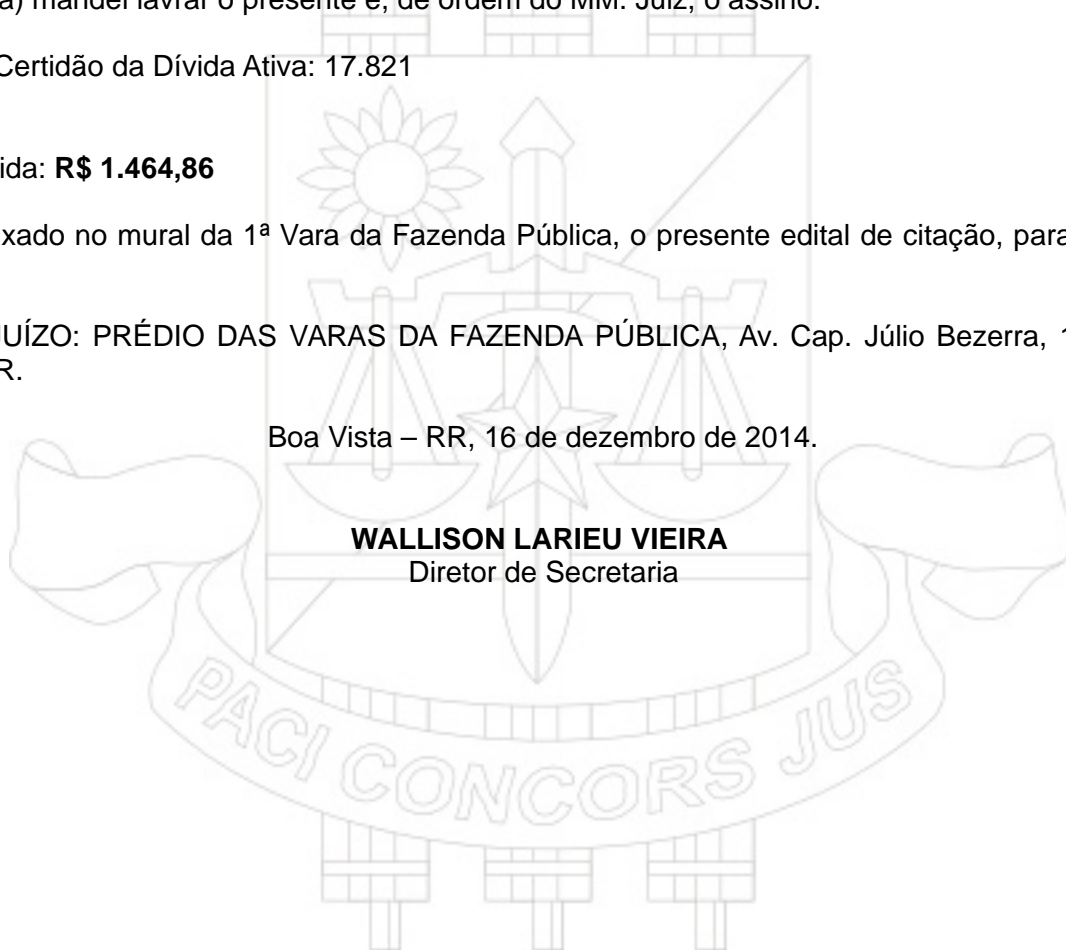 a) mandei lavrar o presente e, de ordem do MM. Juiz, o assino.
Certidão da Dívida Ativa: 17.821
ida: R$ 1.464,86
xado no mural da 1ª Vara da Fazenda Pública, o presente edital de citação, para
JUÍZO: PRÉDIO DAS VARAS DA FAZENDA PÚBLICA, Av. Cap. Júlio Bezerra, 1
R.
Boa Vista – RR, 16 de dezembro de 2014.
WALLISON LARIEU VIEIRA
Diretor de Secretaria
PACI CONCORS JUS